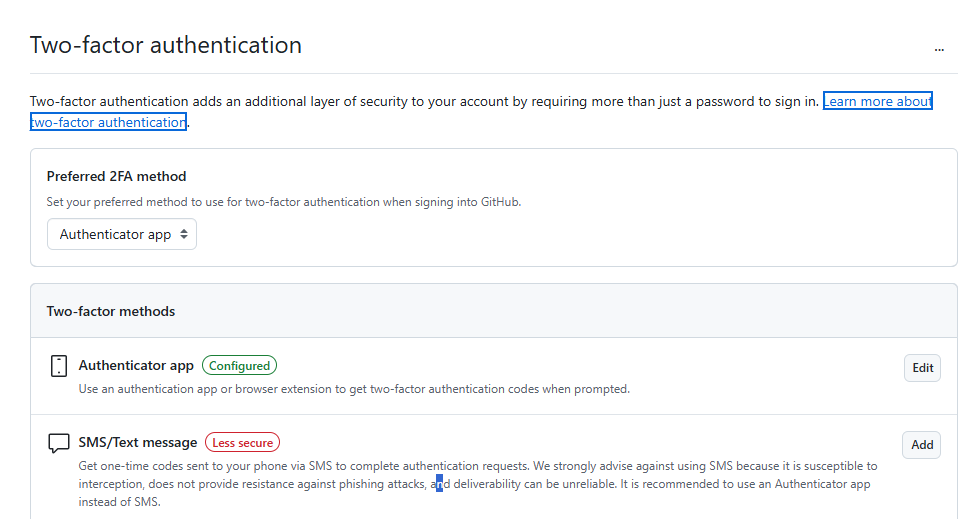 Two-factor authentication
...
Two-factor authentication adds an additional layer of security to your account by requiring more than just a password to sign in. Learn more about
two-factor authentication.
Preferred 2FA method
Set your preferred method to use for two-factor authentication when signing into GitHub.
Authenticator app
Two-factor methods
Authenticator app Configured
Edit
Use an authentication app or browser extension to get two-factor authentication codes when prompted.
SMS/Text message Less secure
Add
Get one-time codes sent to your phone via SMS to complete authentication requests. We strongly advise against using SMS because it is susceptible to
interception, does not provide resistance against phishing attacks, and deliverability can be unreliable. It is recommended to use an Authenticator app
instead of SMS.